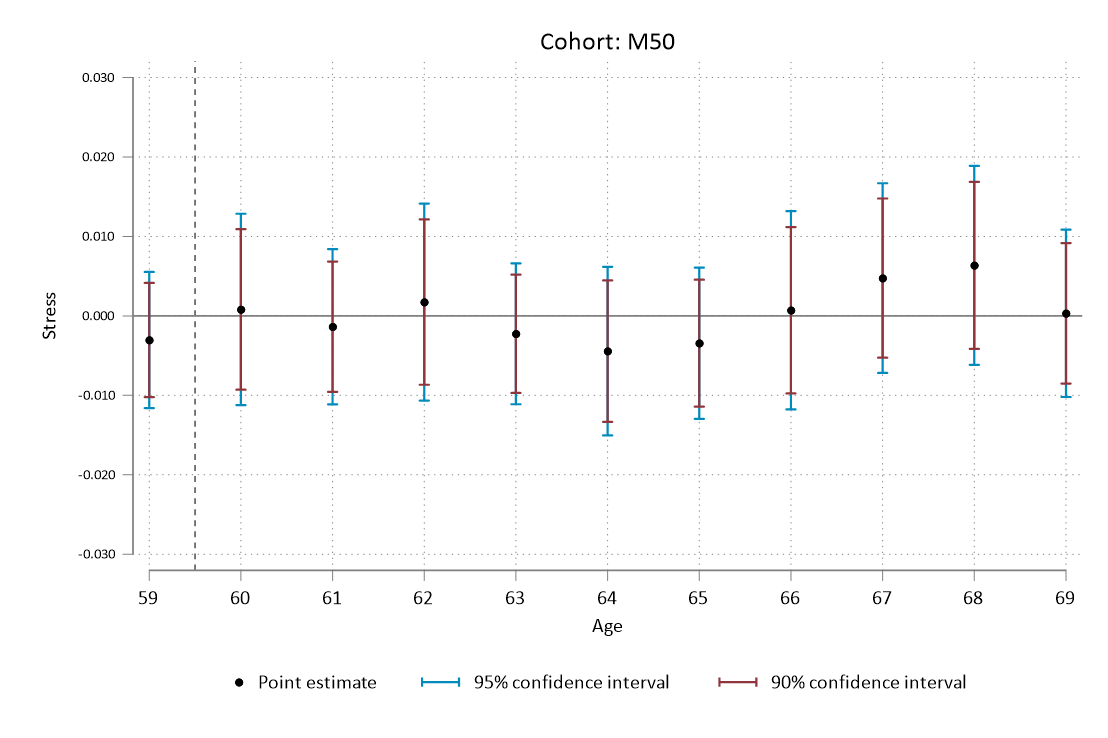 Cohort: M50
0.030
0.020
0.010
0.000
-0.010
-0.020
-0.030
Stress
59 60 61 62 63 64 65 66 67 68 69
Age
Point estimate 95% confidence interval 90% confidence interval